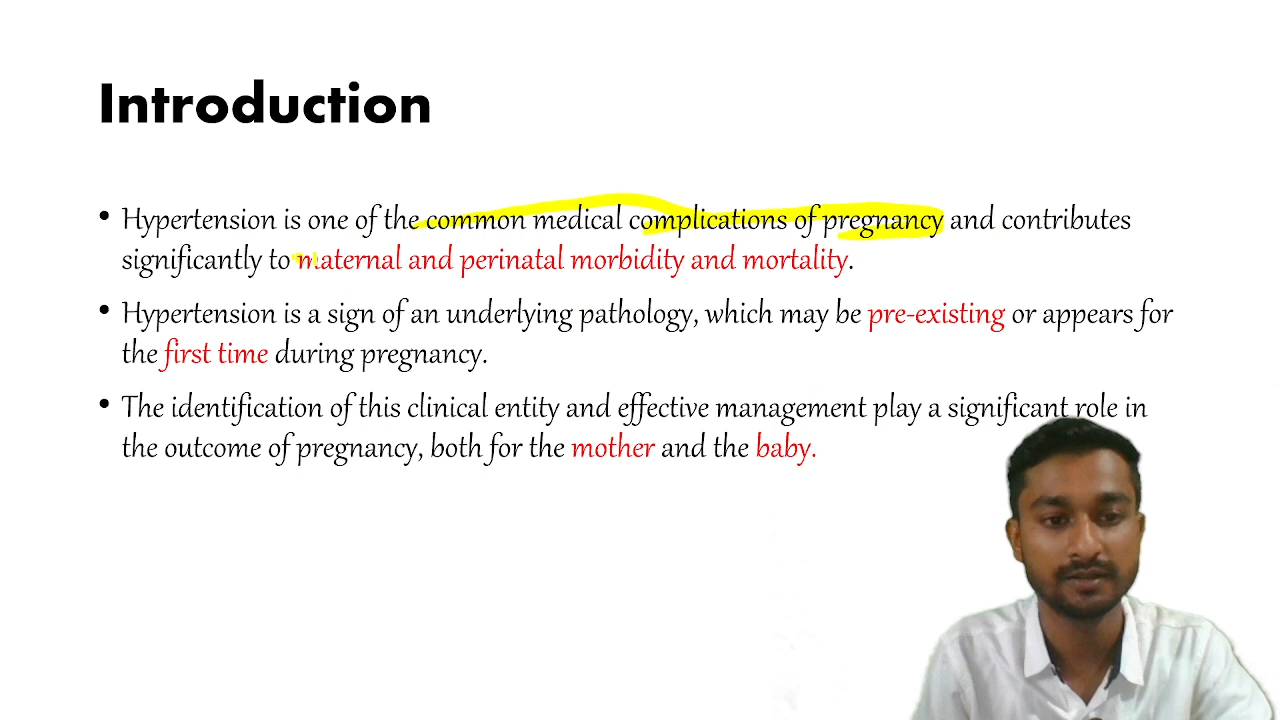 Introduction
• Hypertension is one of the common medical complications of pregnancy and contributes
significantly to maternal and perinatal morbidity and mortality.
• Hypertension is a sign of an underlying pathology, which may be pre-existing or appears for
the first time during pregnancy.
• The identification of this clinical entity and effective management play a significant role in
the outcome of pregnancy, both for the mother and the baby.